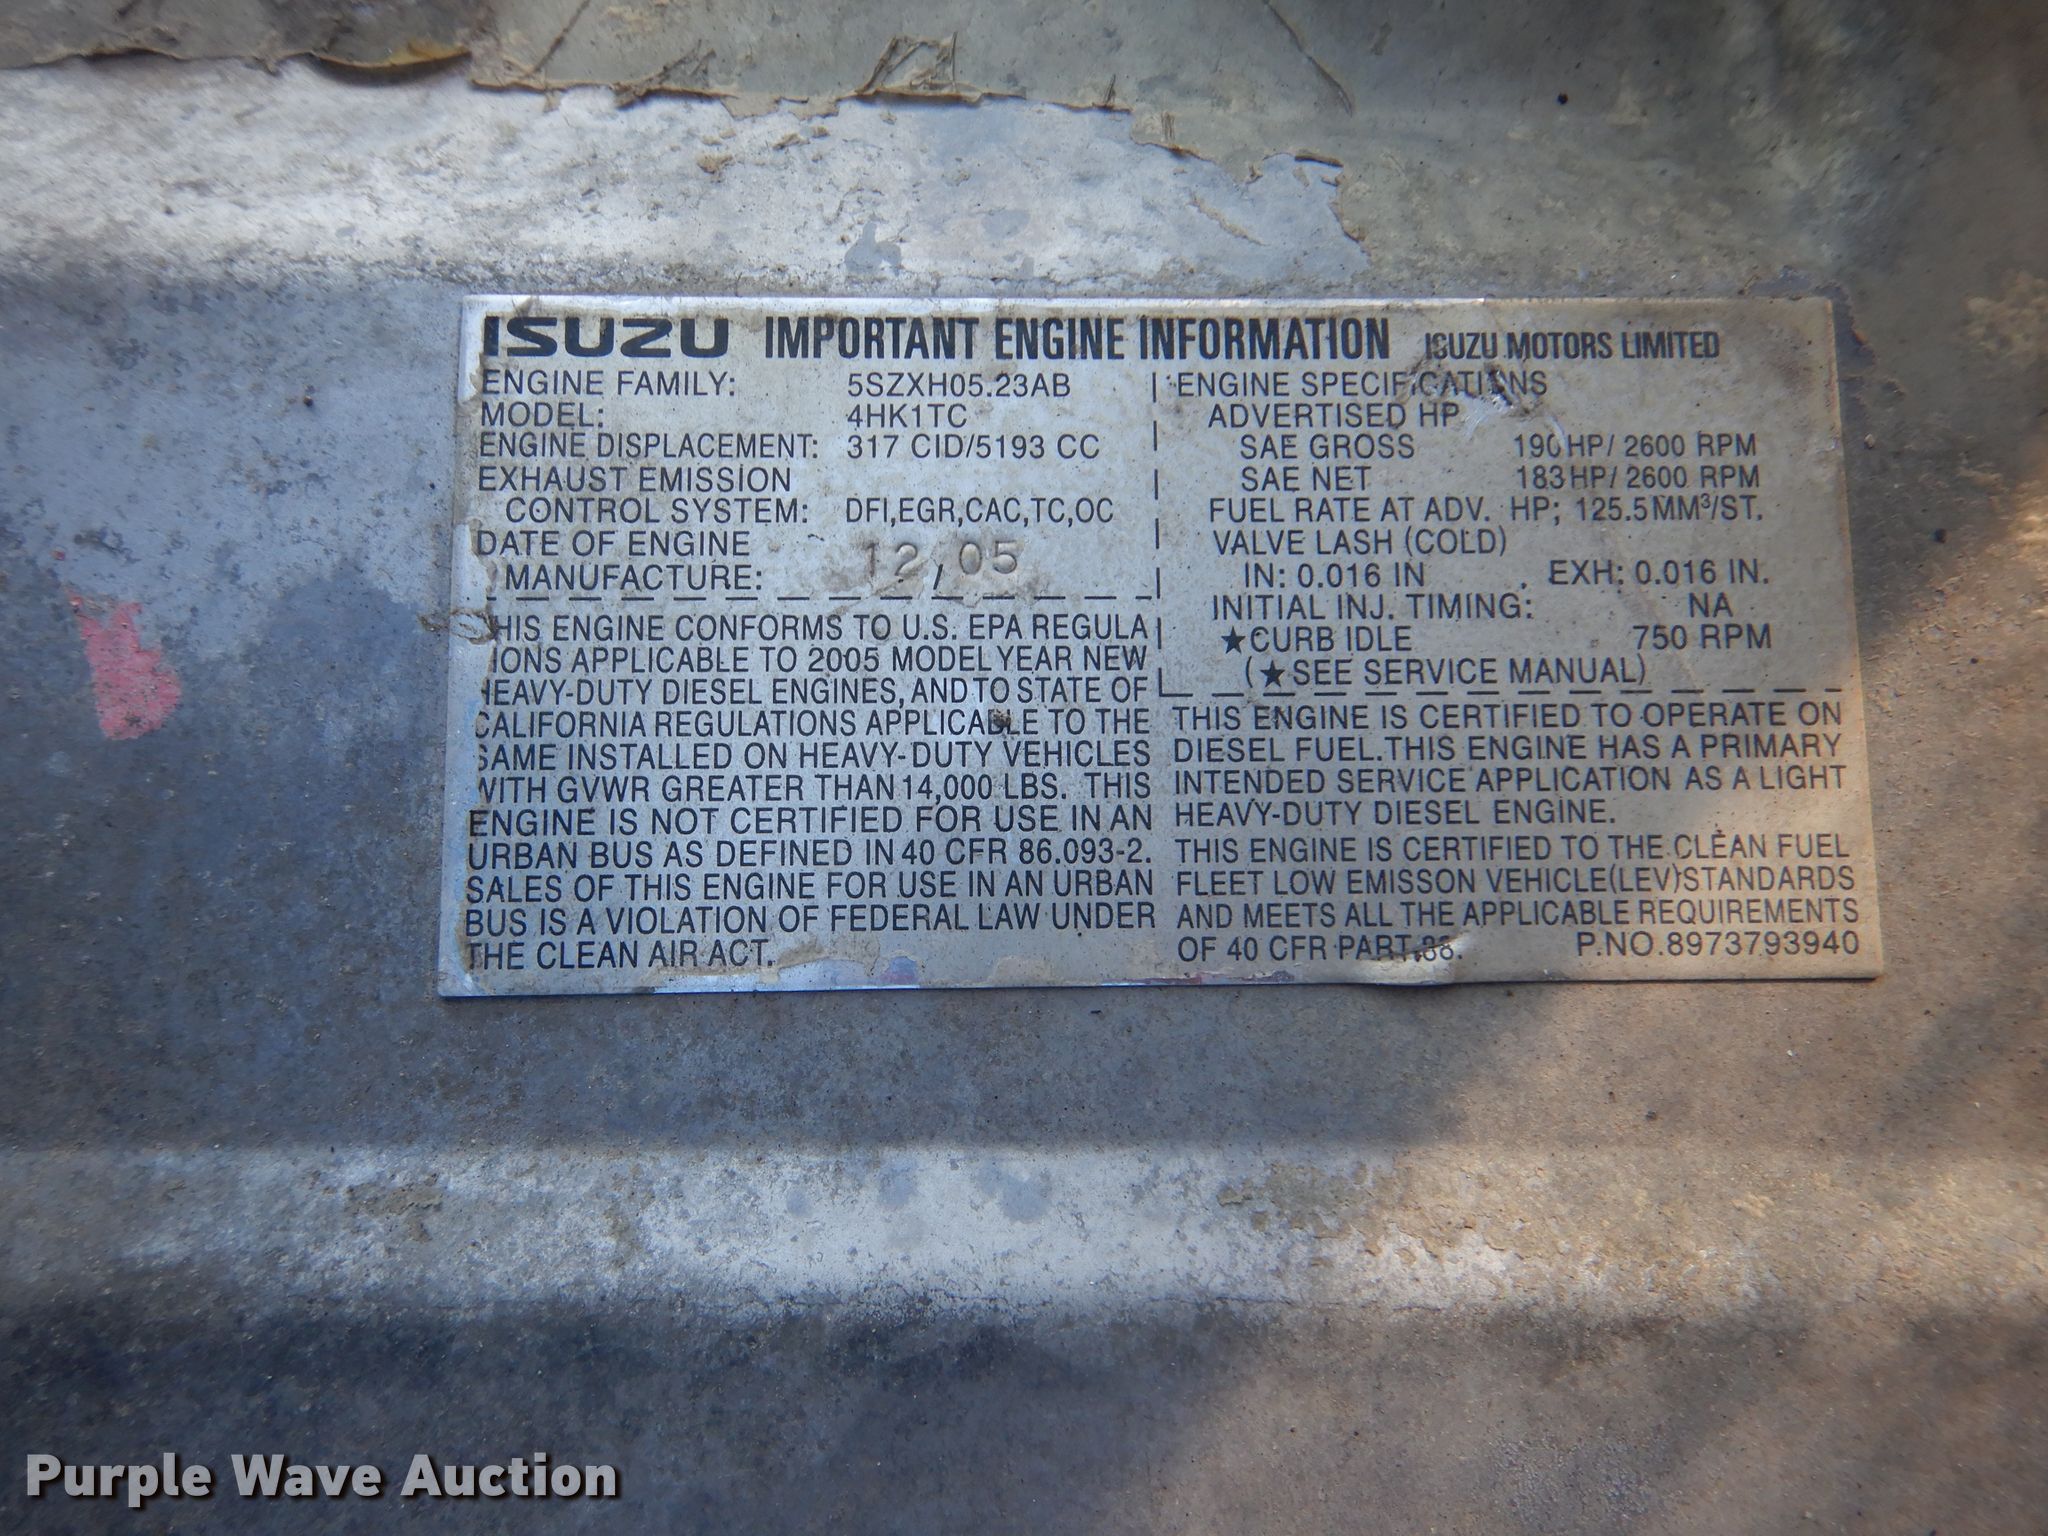 ISUZU IMPORTANT ENGINE INFORMATION ISUZU MOTORS LIMITED
ENGINE FAMILY: 5SZXH05.23AB
MODEL: 4HK1TC
ENGINE DISPLACEMENT: 317 CID/5193 CC
EXHAUST EMISSION
CONTROL SYSTEM: DFI,EGR,CAC,TC,OC
DATE OF ENGINE
MANUFACTURE: 12/05
THIS ENGINE CONFORMS TO U.S. EPA REGULA
TIONS APPLICABLE TO 2005 MODEL YEAR NEW
HEAVY-DUTY DIESEL ENGINES, AND TO STATE OF
CALIFORNIA REGULATIONS APPLICABLE TO THE
SAME INSTALLED ON HEAVY-DUTY VEHICLES
WITH GVWR GREATER THAN 14,000 LBS. THIS
ENGINE IS NOT CERTIFIED FOR USE IN AN
URBAN BUS AS DEFINED IN 40 CFR 86.093-2.
SALES OF THIS ENGINE FOR USE IN AN URBAN
BUS IS A VIOLATION OF FEDERAL LAW UNDER
THE CLEAN AIR ACT.
ENGINE SPECIFICATIONS
ADVERTISED HP
SAE GROSS 190 HP/ 2600 RPM
SAE NET 183 HP/ 2600 RPM
FUEL RATE AT ADV. HP; 125.5 MM³/ST.
VALVE LASH (COLD)
IN: 0.016 IN. EXH: 0.016 IN.
INITIAL INJ. TIMING: NA
★CURB IDLE 750 RPM
(★SEE SERVICE MANUAL)
THIS ENGINE IS CERTIFIED TO OPERATE ON
DIESEL FUEL. THIS ENGINE HAS A PRIMARY
INTENDED SERVICE APPLICATION AS A LIGHT
HEAVY-DUTY DIESEL ENGINE.
THIS ENGINE IS CERTIFIED TO THE CLEAN FUEL
FLEET LOW EMISSON VEHICLE(LEV)STANDARDS
AND MEETS ALL THE APPLICABLE REQUIREMENTS
OF 40 CFR PART 88. P.NO.8973793940
Purple Wave Auction